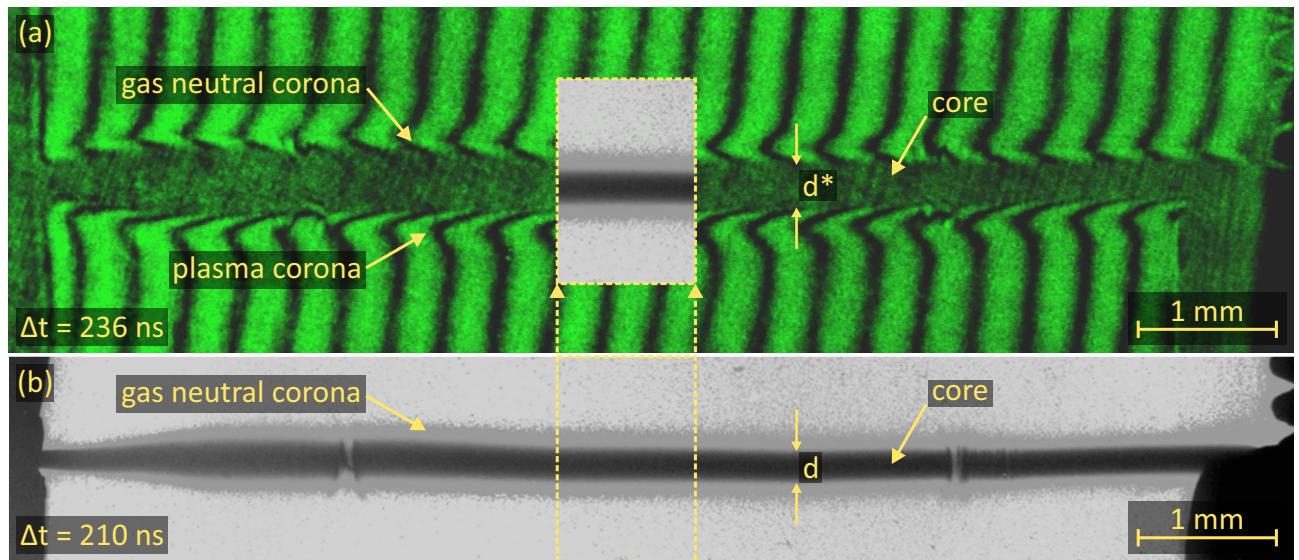 (a)
gas neutral corona
core
d*
plasma corona
Δt = 236 ns
1 mm
(b)
gas neutral corona
core
d
Δt = 210 ns
1 mm